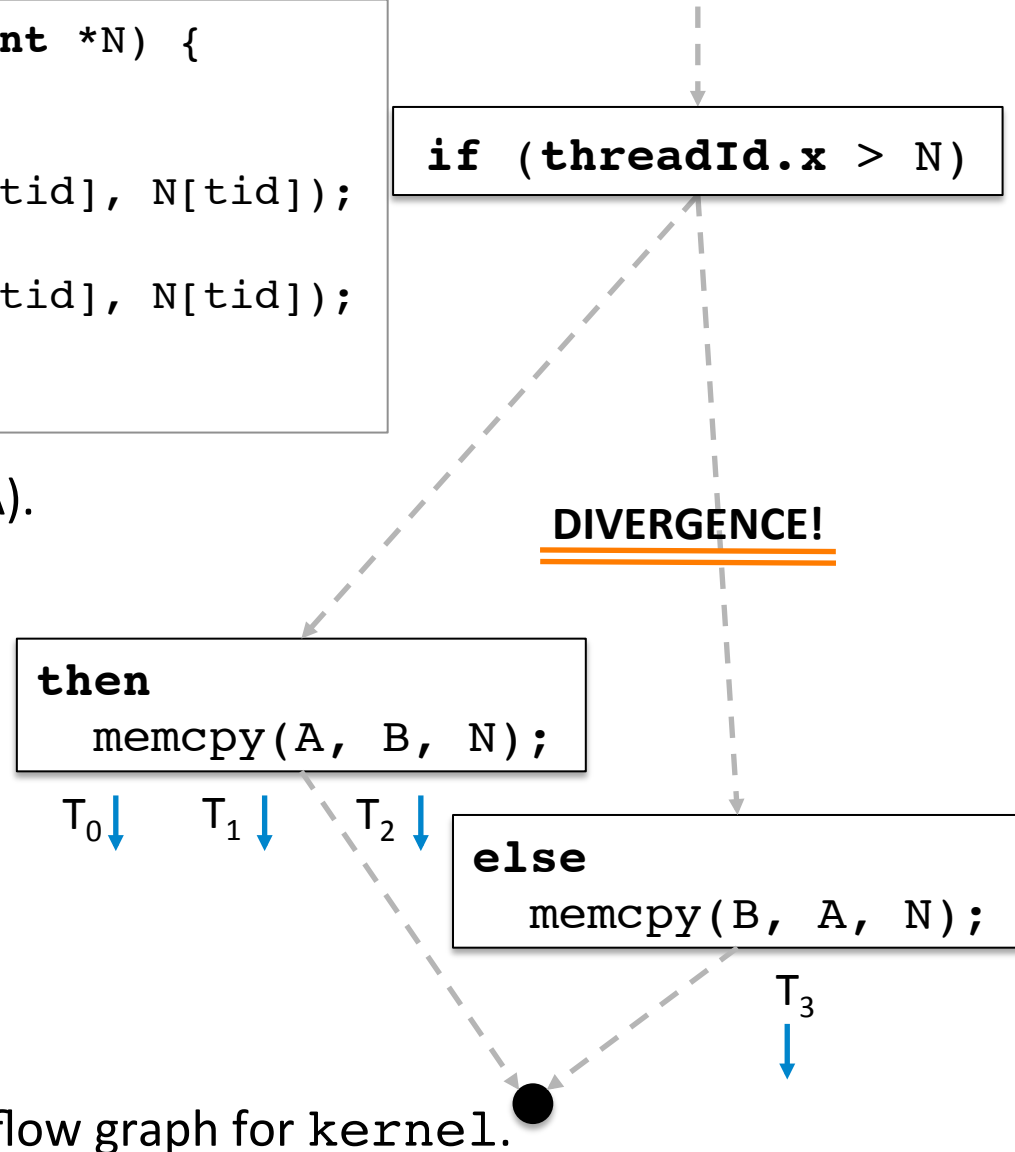 nt *N) {
tid], N[tid]);
tid], N[tid]);
if (threadId.x > N)
).
DIVERGENCE!
then
memcpy(A, B, N);
T0 T1 T2
else
memcpy(B, A, N);
T3
flow graph for kernel.